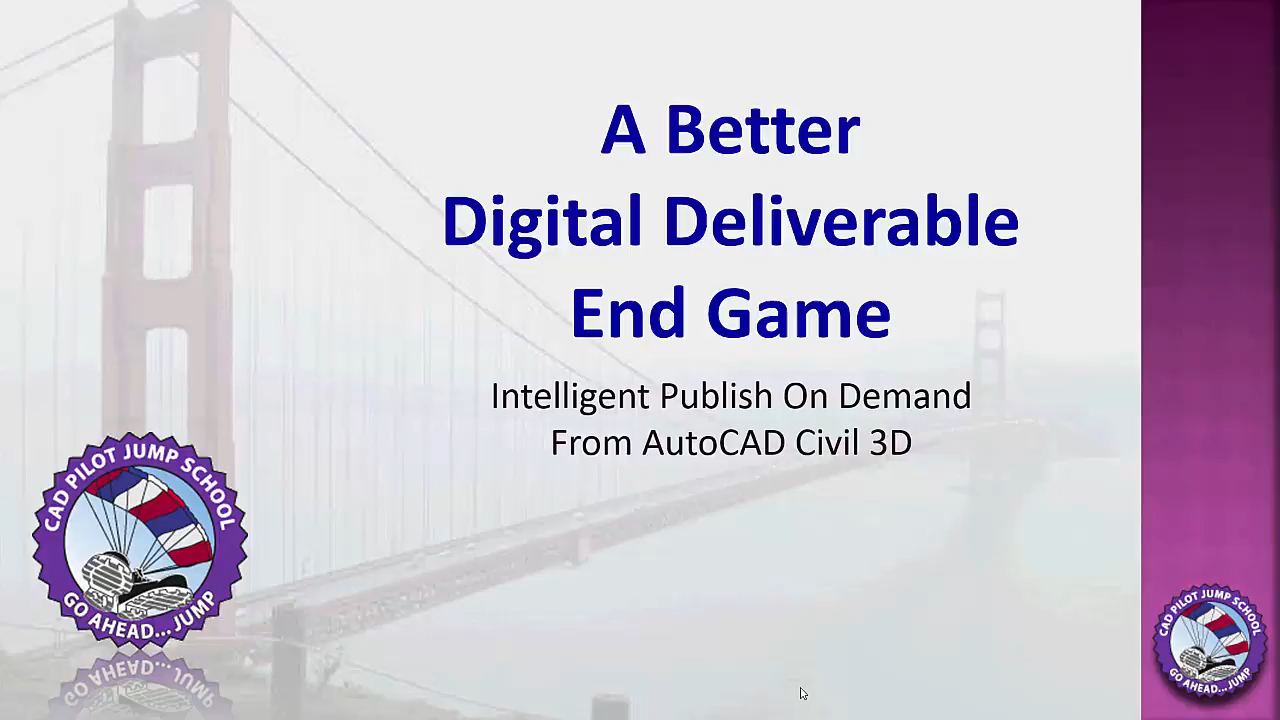 A Better
Digital Deliverable
End Game
Intelligent Publish On Demand
From AutoCAD Civil 3D
CAD PILOT JUMP SCHOOL
GO AHEAD... JUMP
CAD PILOT JUMP SCHOOL
GO AHEAD... JUMP